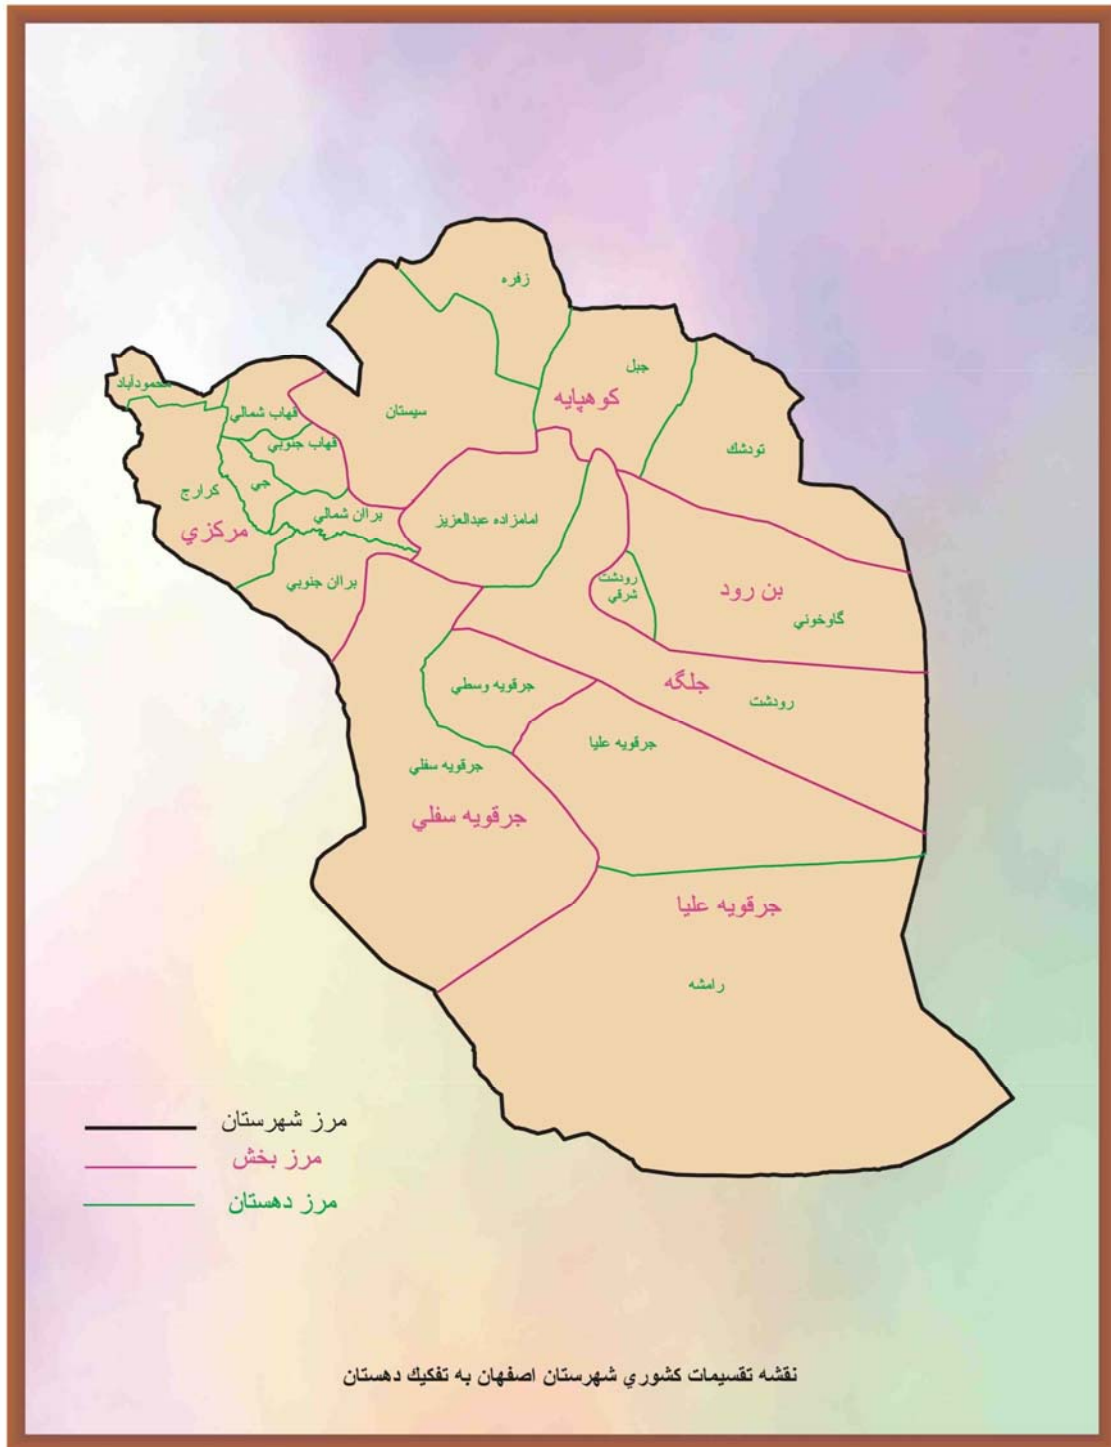 زفره
جبل
كوهپايه
محمودآباد
سيستان
قهاب شمالي
قهاب جنوبي
تودشك
جي
كرارج
براان شمالي
امامزاده عبدالعزيز
مركزي
براان جنوبي
رودشت
شرقي
بن رود
گاوخوني
جرقويه وسطي
جلگه
رودشت
جرقويه عليا
جرقويه سفلي
جرقويه سفلي
جرقويه عليا
رامشه
مرز شهرستان
مرز بخش
مرز دهستان
نقشه تقسيمات كشوري شهرستان اصفهان به تفكيك دهستان